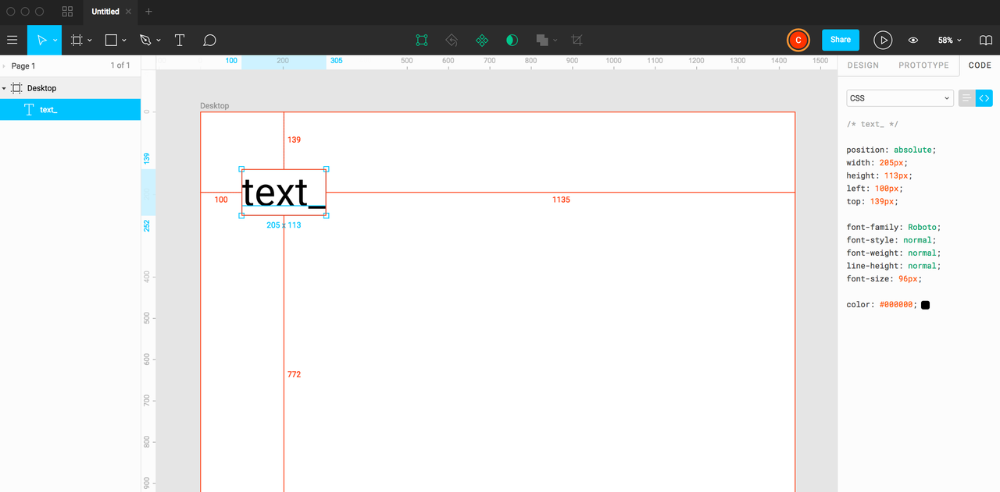 Untitled
T
C
Share
58%
Page 1
1 of 1
Desktop
text_
100
200
305
500
600
700
800
900
1000
1100
1200
1300
1400
1500
0
139
252
400
500
600
700
800
900
Desktop
139
text_
100
1135
205 x 113
772
DESIGN PROTOTYPE CODE
CSS
/* text_ */
position: absolute;
width: 205px;
height: 113px;
left: 100px;
top: 139px;
font-family: Roboto;
font-style: normal;
font-weight: normal;
line-height: normal;
font-size: 96px;
color: #000000;